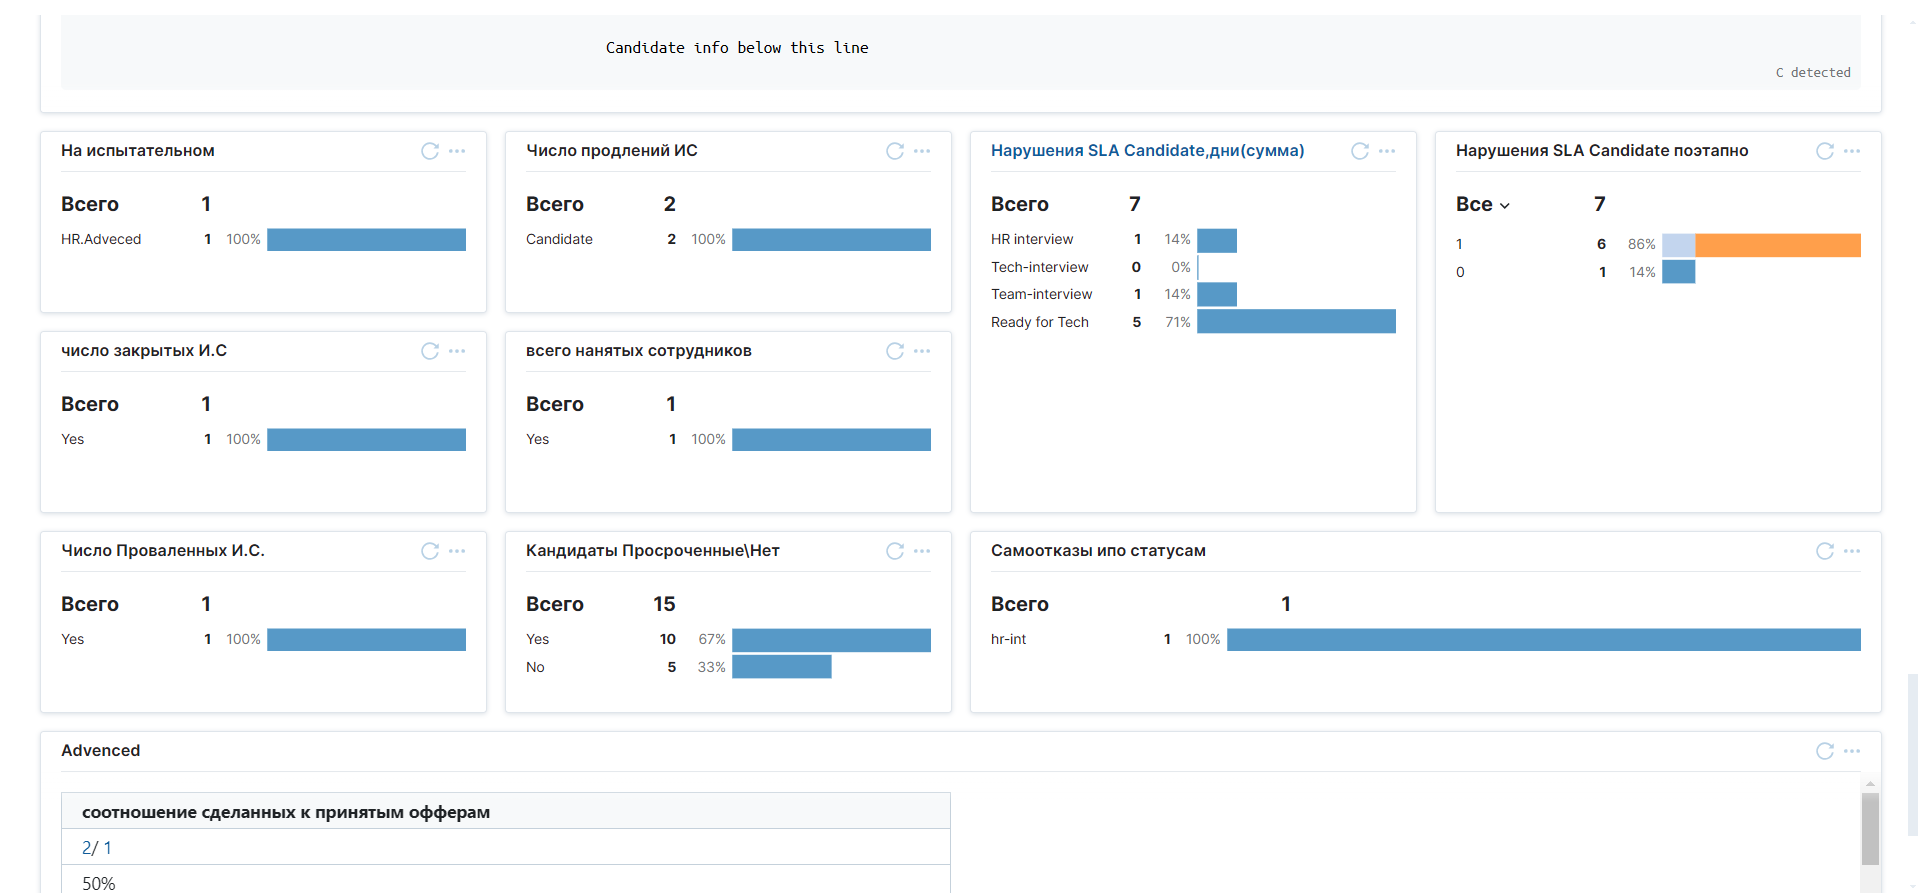 Candidate info below this line
C detected
На испытательном
Всего 1
HR.Adveced 1 100%
Число продлений ИС
Всего 2
Candidate 2 100%
Нарушения SLA Candidate,дни(сумма)
Всего 7
HR interview 1 14%
Tech-interview 0 0%
Team-interview 1 14%
Ready for Tech 5 71%
Нарушения SLA Candidate поэтапно
Все 7
1 6 86%
0 1 14%
число закрытых И.С
Всего 1
Yes 1 100%
всего нанятых сотрудников
Всего 1
Yes 1 100%
Число Проваленных И.С.
Всего 1
Yes 1 100%
Кандидаты Просроченные\Нет
Всего 15
Yes 10 67%
No 5 33%
Самоотказы ипо статусам
Всего 1
hr-int 1 100%
Advenced
соотношение сделанных к принятым офферам
2/ 1
50%